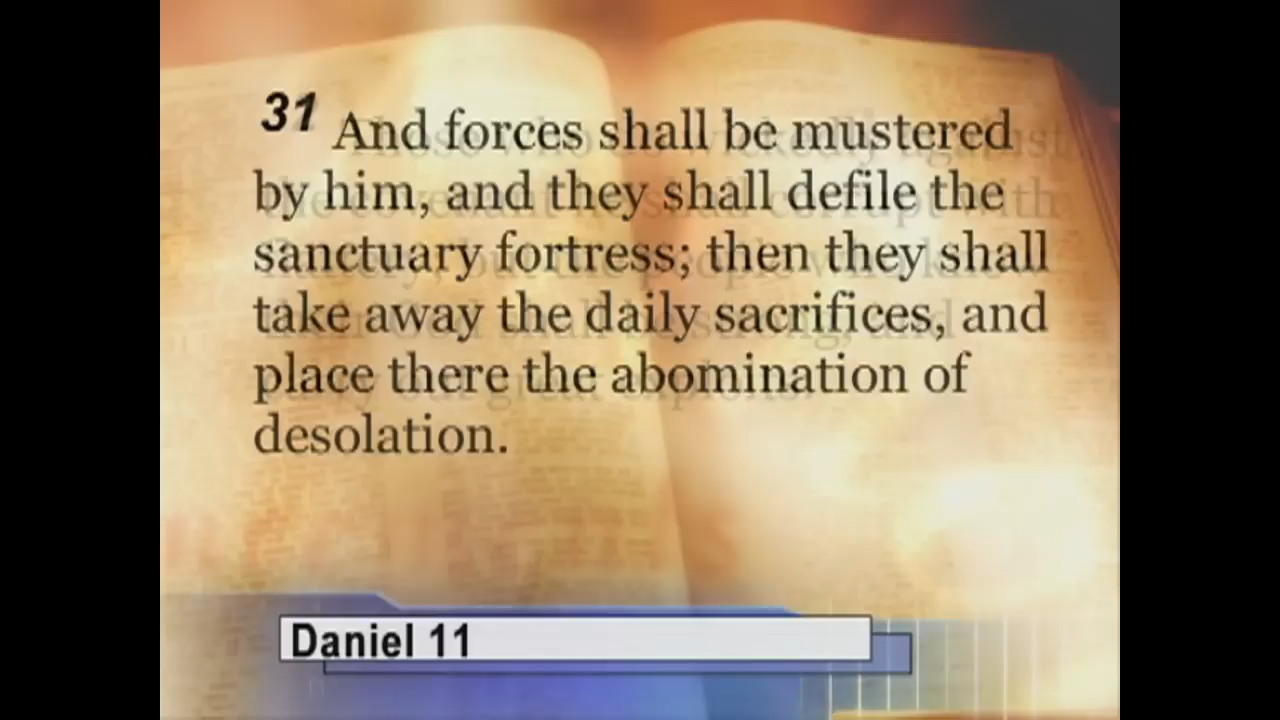 31 And forces shall be mustered
by him, and they shall defile the
sanctuary fortress; then they shall
take away the daily sacrifices, and
place there the abomination of
desolation.
Daniel 11